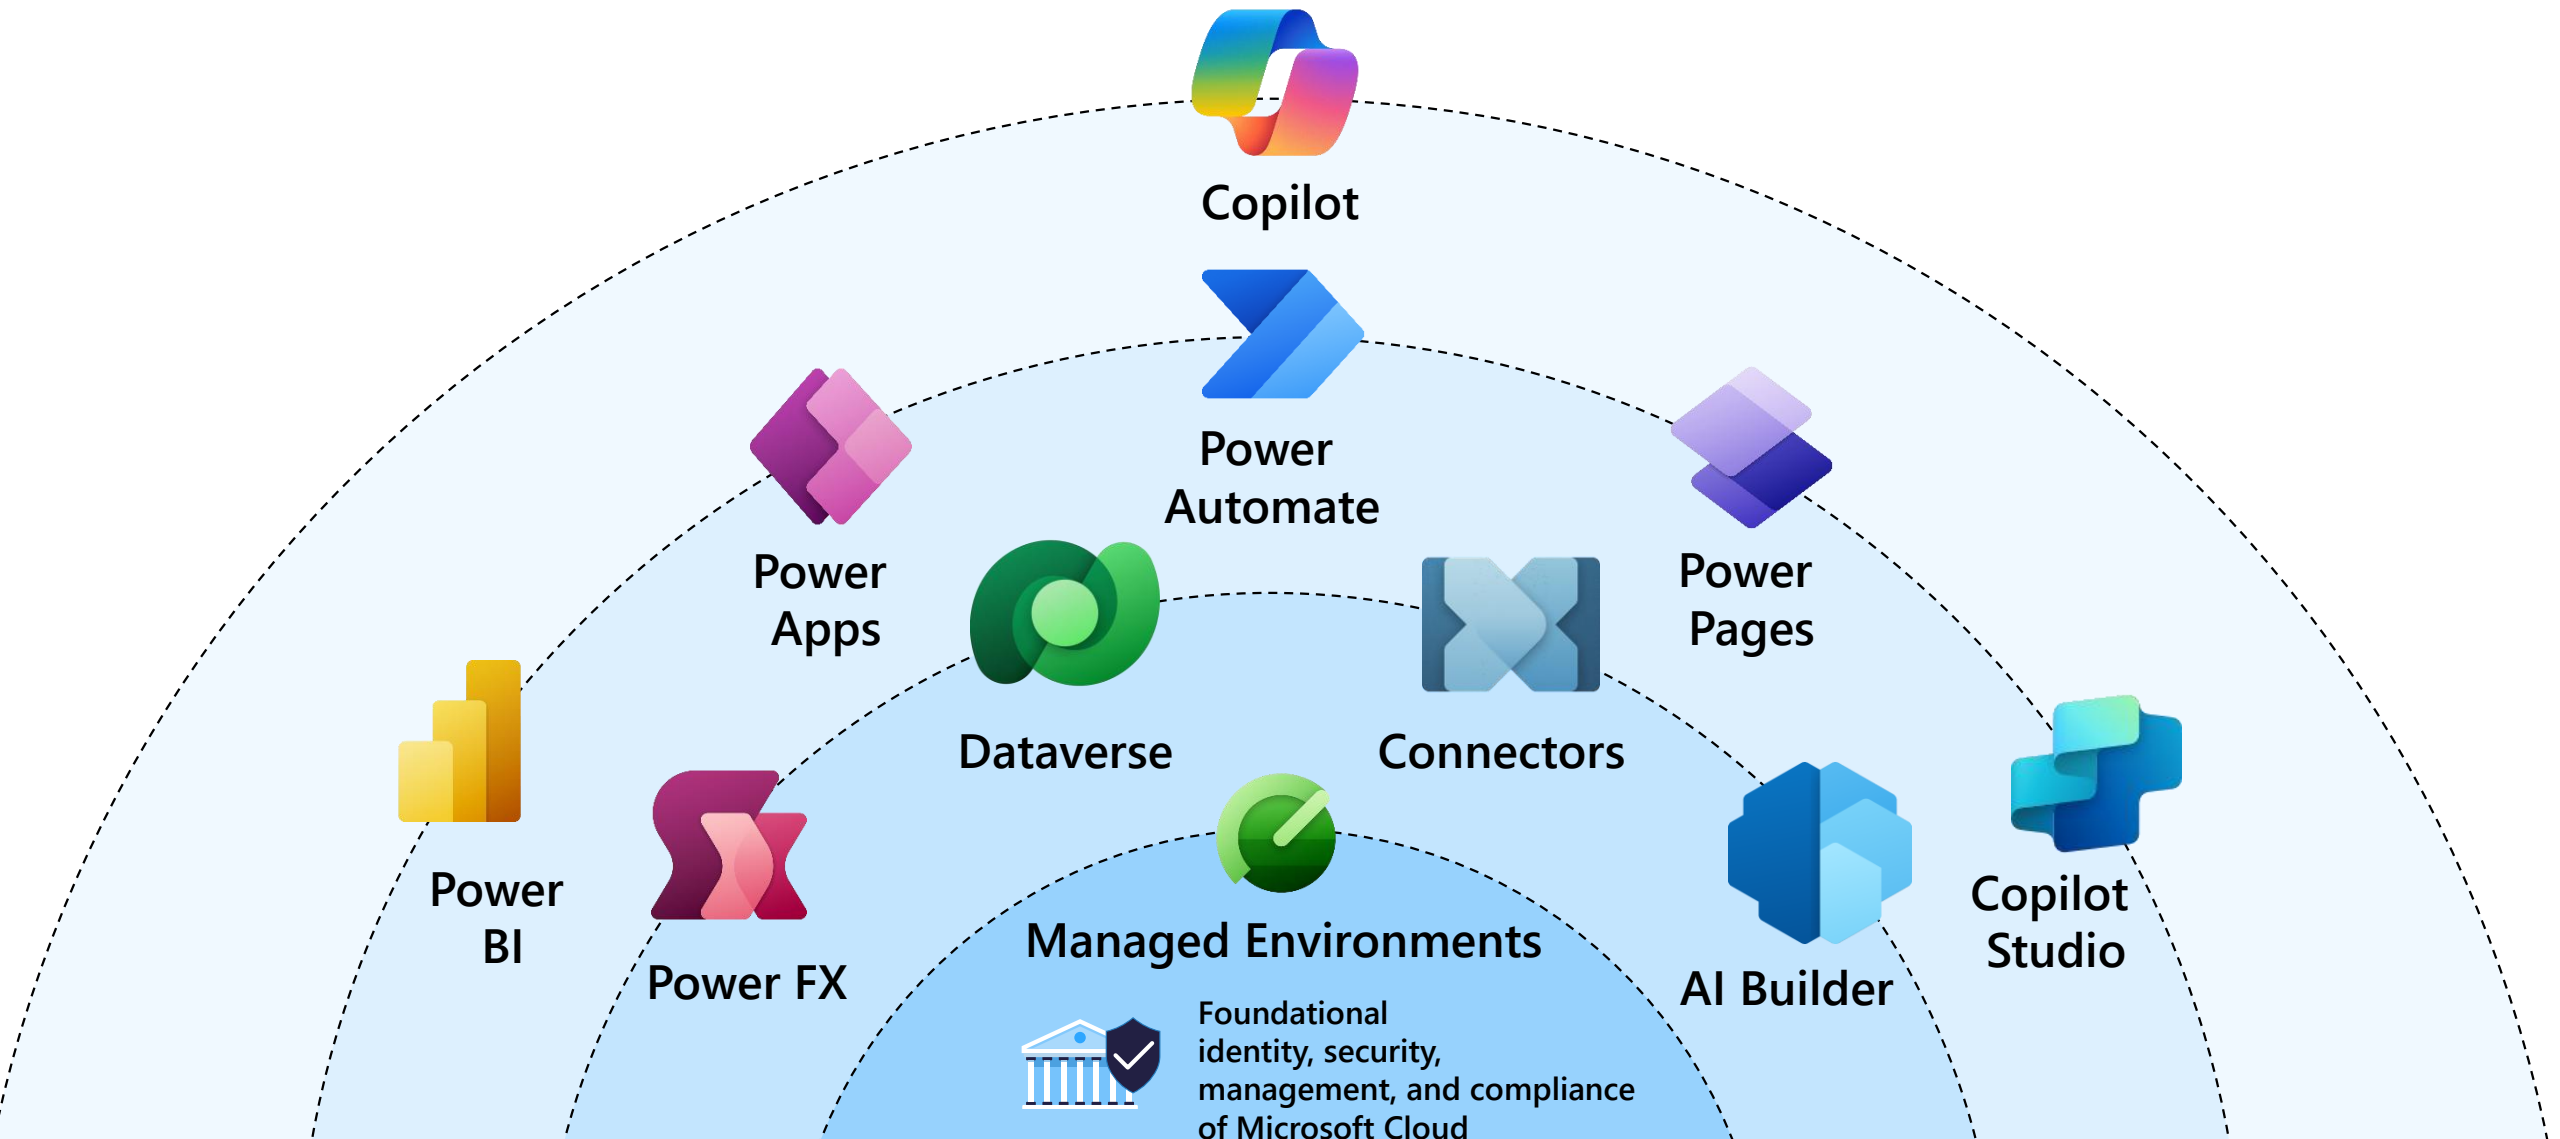 Copilot
Power
Automate
Power
Apps
Power
Pages
Dataverse
Connectors
Power
BI
Power FX
Managed Environments
AI Builder
Copilot
Studio
Foundational
identity, security,
management, and compliance
of Microsoft Cloud